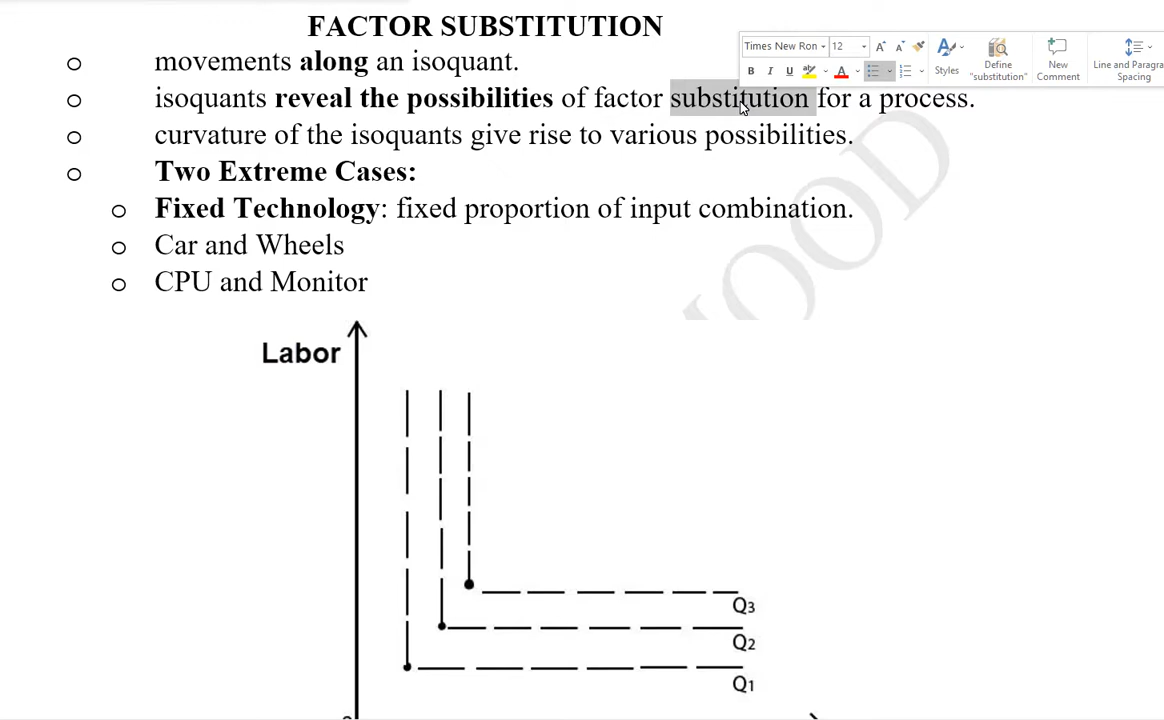 FACTOR SUBSTITUTION
Times New Ron 12
movements along an isoquant.
B I U Styles Define "substitution" New Comment Line and Paragra Spacing
isoquants reveal the possibilities of factor substitution for a process.
curvature of the isoquants give rise to various possibilities.
Two Extreme Cases:
Fixed Technology: fixed proportion of input combination.
Car and Wheels
CPU and Monitor
OOD
Labor
Q3
Q2
Q1